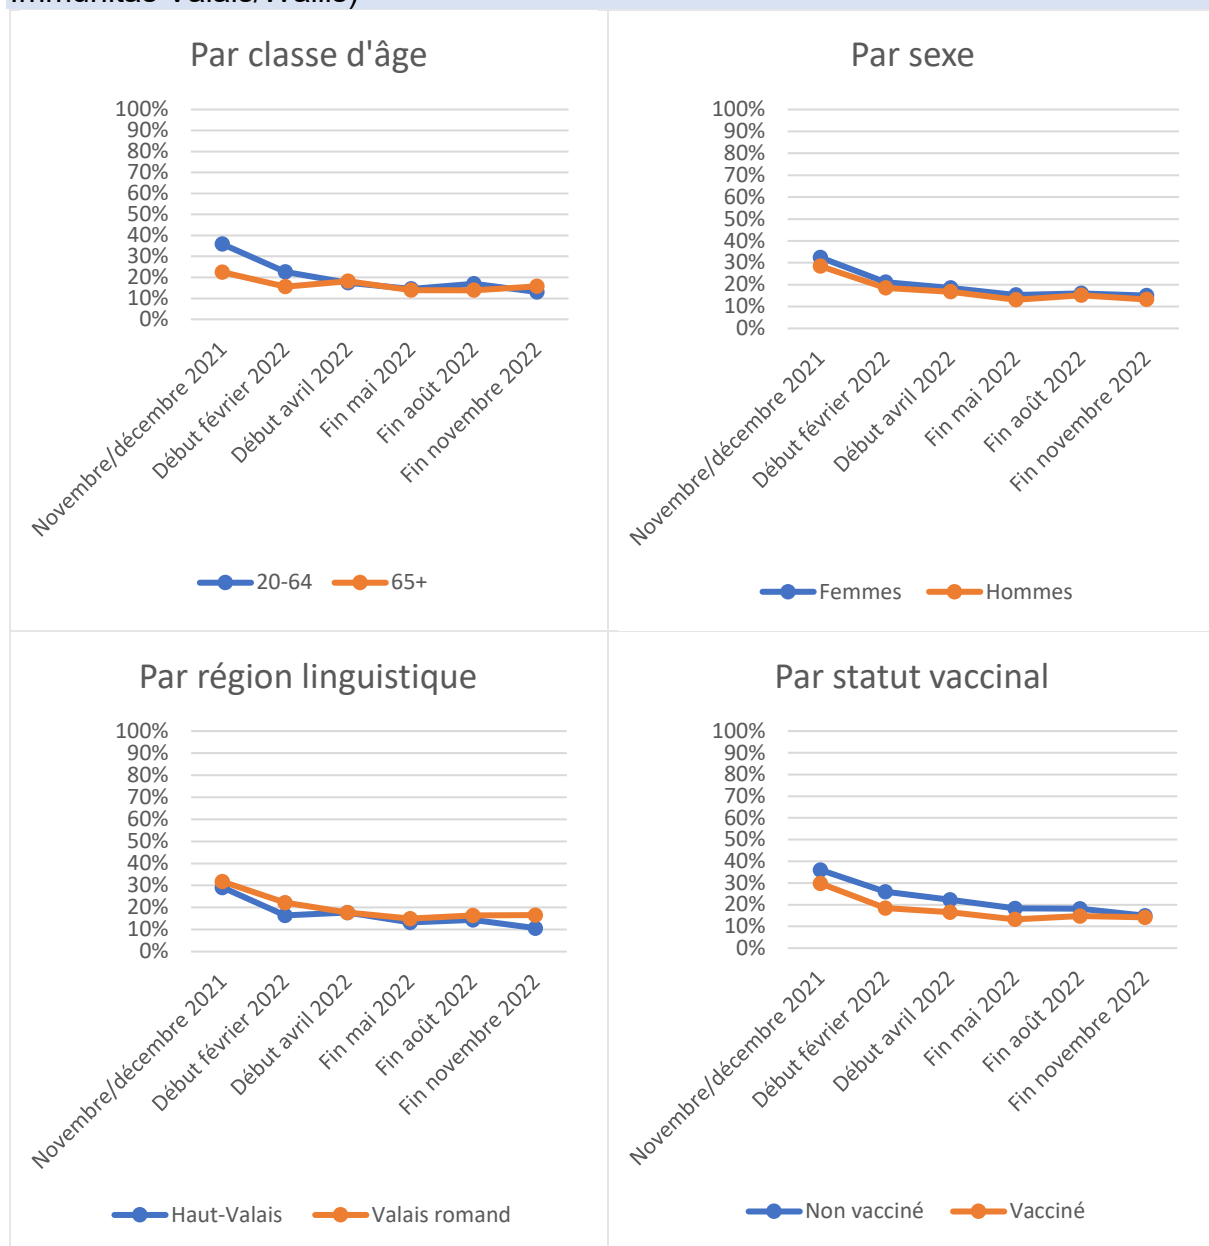 Immunitas Valais/Wallis)
Par classe d'âge
100%
90%
80%
70%
60%
50%
40%
30%
20%
10%
0%
Novembre/décembre 2021
Début février 2022
Début avril 2022
Fin mai 2022
Fin août 2022
Fin novembre 2022
20-64
65+
Par sexe
100%
90%
80%
70%
60%
50%
40%
30%
20%
10%
0%
Novembre/décembre 2021
Début février 2022
Début avril 2022
Fin mai 2022
Fin août 2022
Fin novembre 2022
Femmes
Hommes
Par région linguistique
100%
90%
80%
70%
60%
50%
40%
30%
20%
10%
0%
Novembre/décembre 2021
Début février 2022
Début avril 2022
Fin mai 2022
Fin août 2022
Fin novembre 2022
Haut-Valais
Valais romand
Par statut vaccinal
100%
90%
80%
70%
60%
50%
40%
30%
20%
10%
0%
Novembre/décembre 2021
Début février 2022
Début avril 2022
Fin mai 2022
Fin août 2022
Fin novembre 2022
Non vacciné
Vacciné